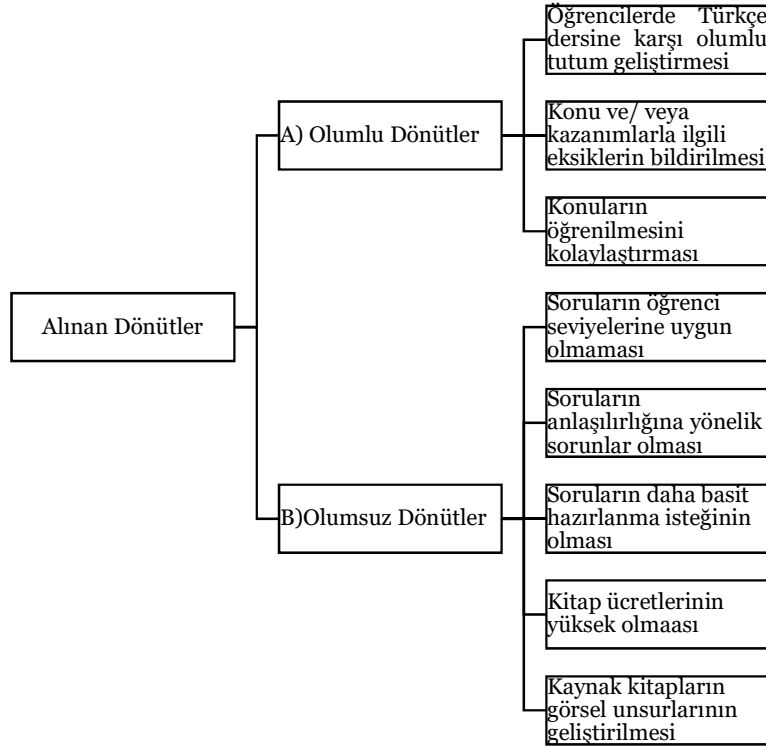 Öğrencilerde Türkçe
dersine karşı olumlu
tutum geliştirmesi
A) Olumlu Dönütler
Konu ve/ veya
kazanımlarla ilgili
eksiklerin bildirilmesi
Konuların
öğrenilmesini
kolaylaştırması
Alınan Dönütler
Soruların öğrenci
seviyelerine uygun
olmaması
Soruların
anlaşılırlığına yönelik
sorunlar olması
B)Olumsuz Dönütler
Soruların daha basit
hazırlanma isteğinin
olması
Kitap ücretlerinin
yüksek olmaası
Kaynak kitapların
görsel unsurlarının
geliştirilmesi